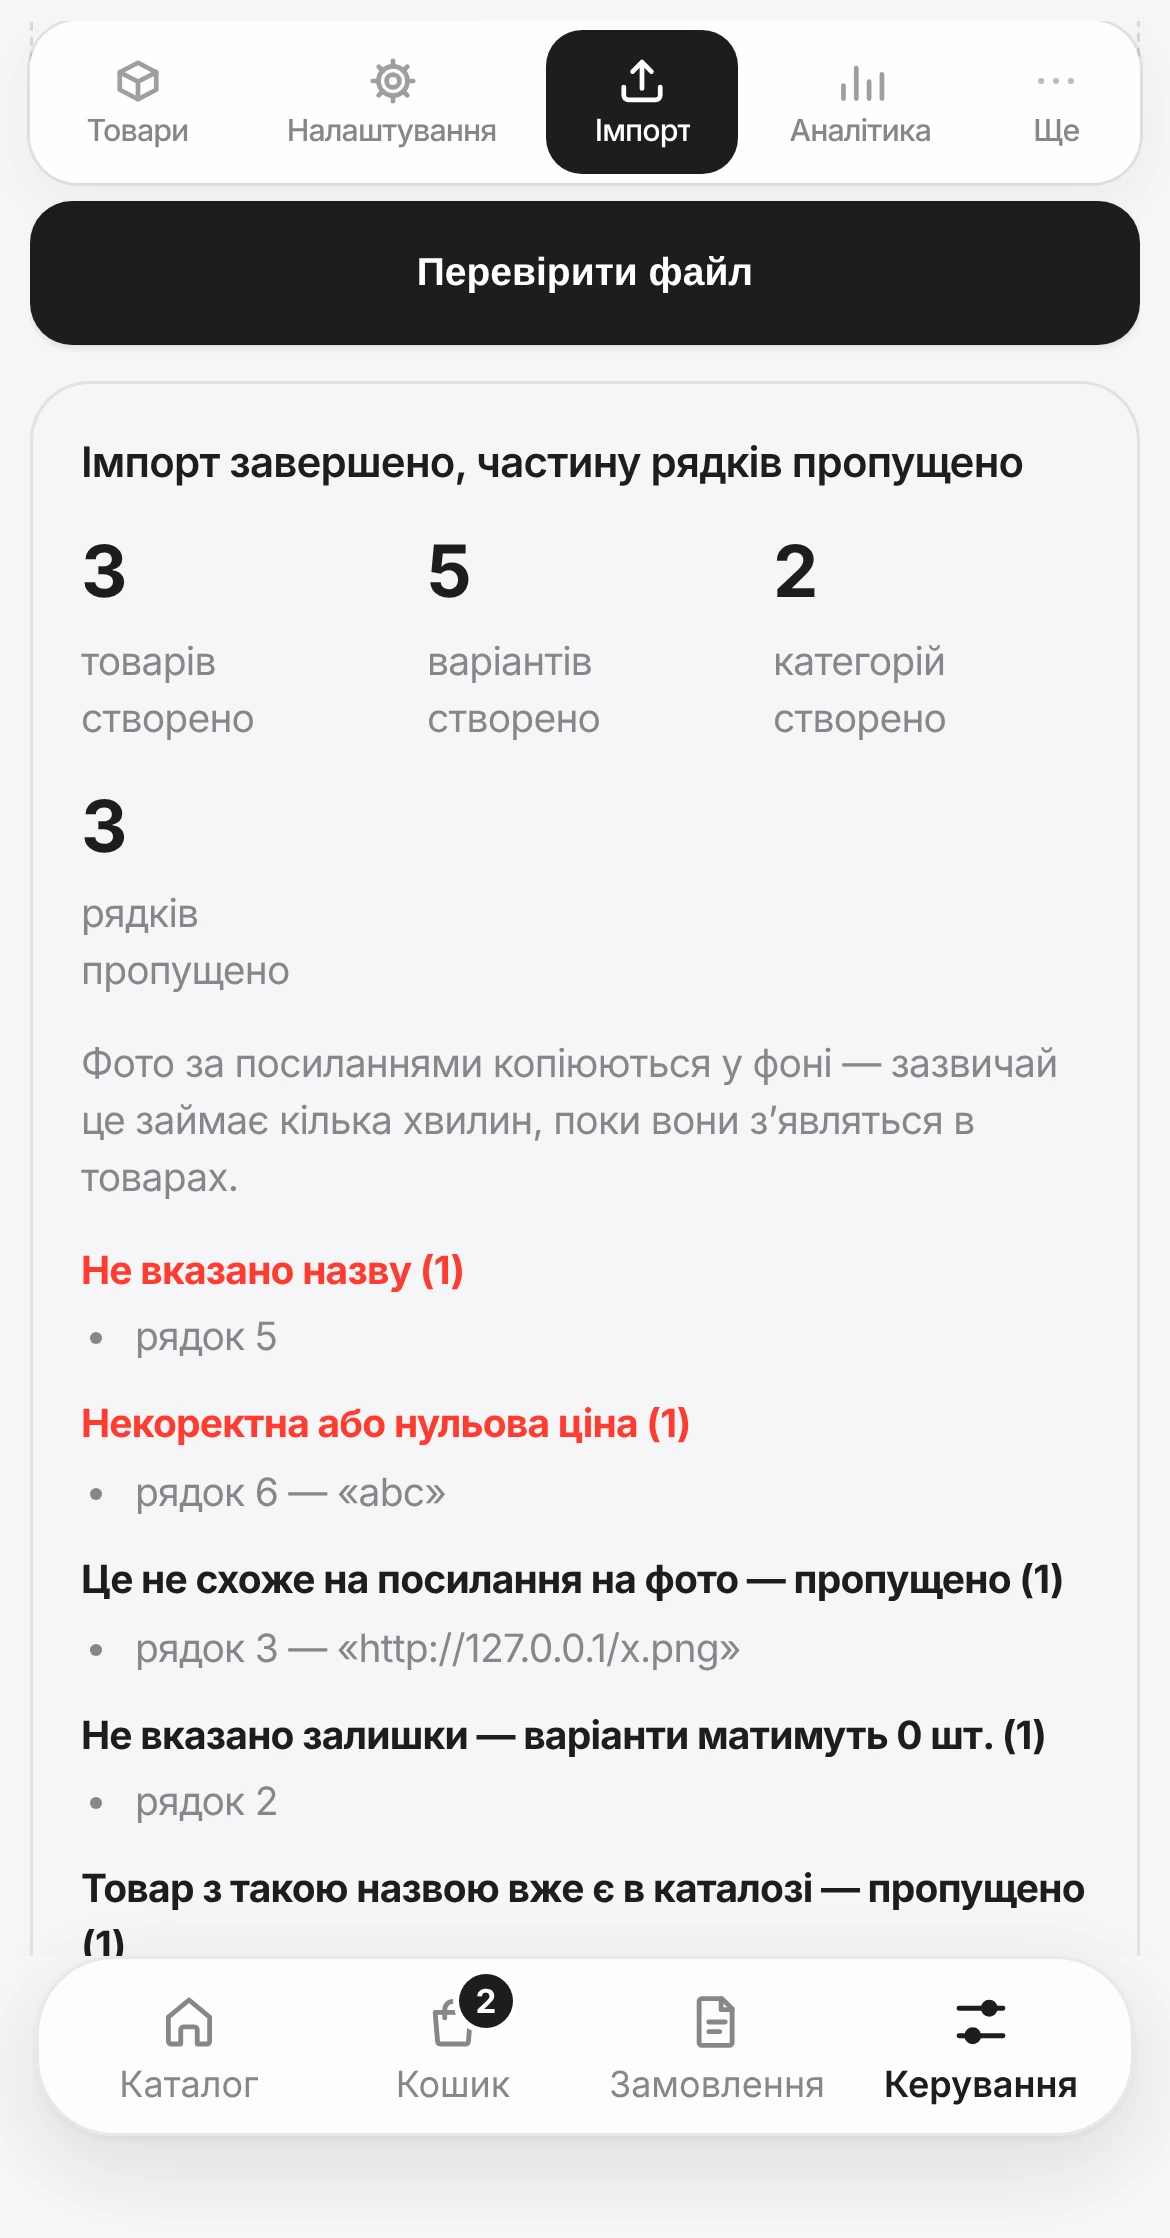 Товари
Налаштування
Імпорт
Аналітика
Ще
Перевірити файл
Імпорт завершено, частину рядків пропущено
3
5
2
товарів
створено
варіантів
створено
категорій
створено
3
рядків
пропущено
Фото за посиланнями копіюються у фоні — зазвичай
це займає кілька хвилин, поки вони з’являться в
товарах.
Не вказано назву (1)
• рядок 5
Некоректна або нульова ціна (1)
• рядок 6 — «abc»
Це не схоже на посилання на фото — пропущено (1)
• рядок 3 — «http://127.0.0.1/x.png»
Не вказано залишки — варіанти матимуть 0 шт. (1)
• рядок 2
Товар з такою назвою вже є в каталозі — пропущено
(1)
2
Каталог
Кошик
Замовлення
Керування